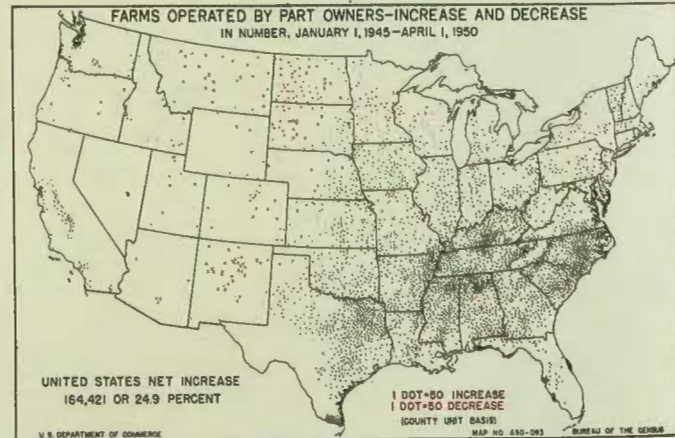 FARMS OPERATED BY PART OWNERS-INCREASE AND DECREASE
IN NUMBER, JANUARY 1, 1945-APRIL 1, 1950
UNITED STATES NET INCREASE
164,421 OR 24.9 PERCENT
1 DOT=50 INCREASE
1 DOT=50 DECREASE
(COUNTY UNIT BASIS)
U. S. DEPARTMENT OF COMMERCE
MAP NO. A50-093
BUREAU OF THE CENSUS